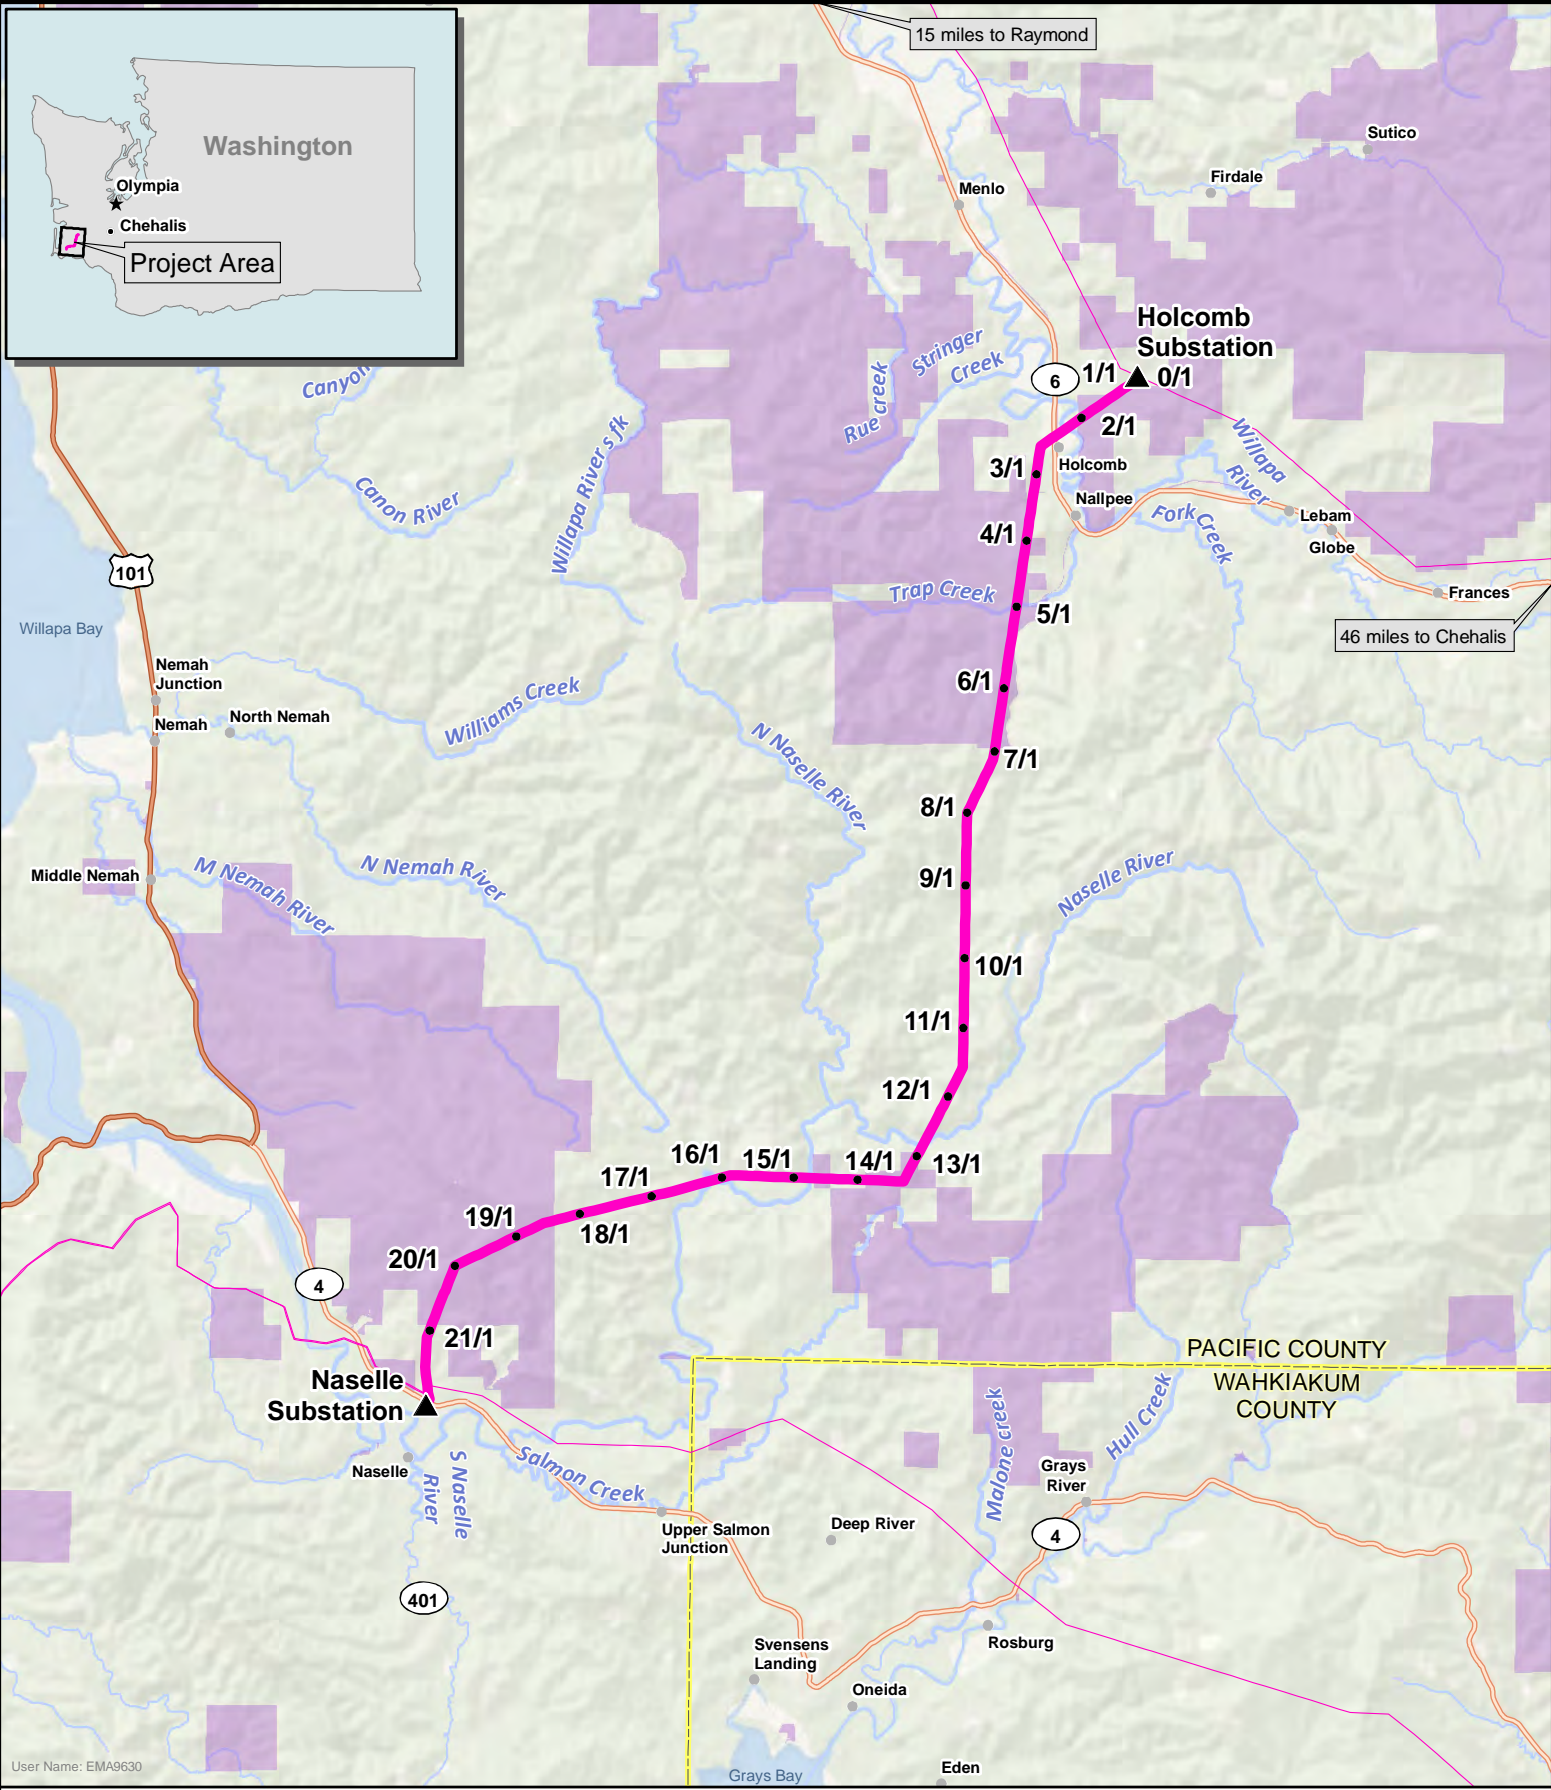 15 miles to Raymond
Washington
Olympia
Chehalis
Project Area
Sutico
Firdale
Menlo
Holcomb
Substation
Stringer
Creek
Rue creek
6
1/1
0/1
Canyon
2/1
Willapa
River
Willapa River s fk
Canon River
3/1
Holcomb
Nallpee
Fork Creek
Lebam
Globe
4/1
101
Trap Creek
Frances
5/1
Willapa Bay
46 miles to Chehalis
Nemah
Junction
6/1
Williams Creek
North Nemah
Nemah
N Naselle River
7/1
8/1
Middle Nemah
M Nemah River
N Nemah River
9/1
Naselle River
10/1
11/1
12/1
16/1
15/1
14/1
13/1
17/1
19/1
18/1
20/1
4
21/1
PACIFIC COUNTY
WAHKIAKUM
COUNTY
Naselle
Substation
Malone creek
Hull Creek
Naselle
S Naselle
River
Salmon Creek
Grays
River
Upper Salmon
Junction
Deep River
4
401
Svensens
Landing
Rosburg
Oneida
User Name: EMA9630
Grays Bay
Eden